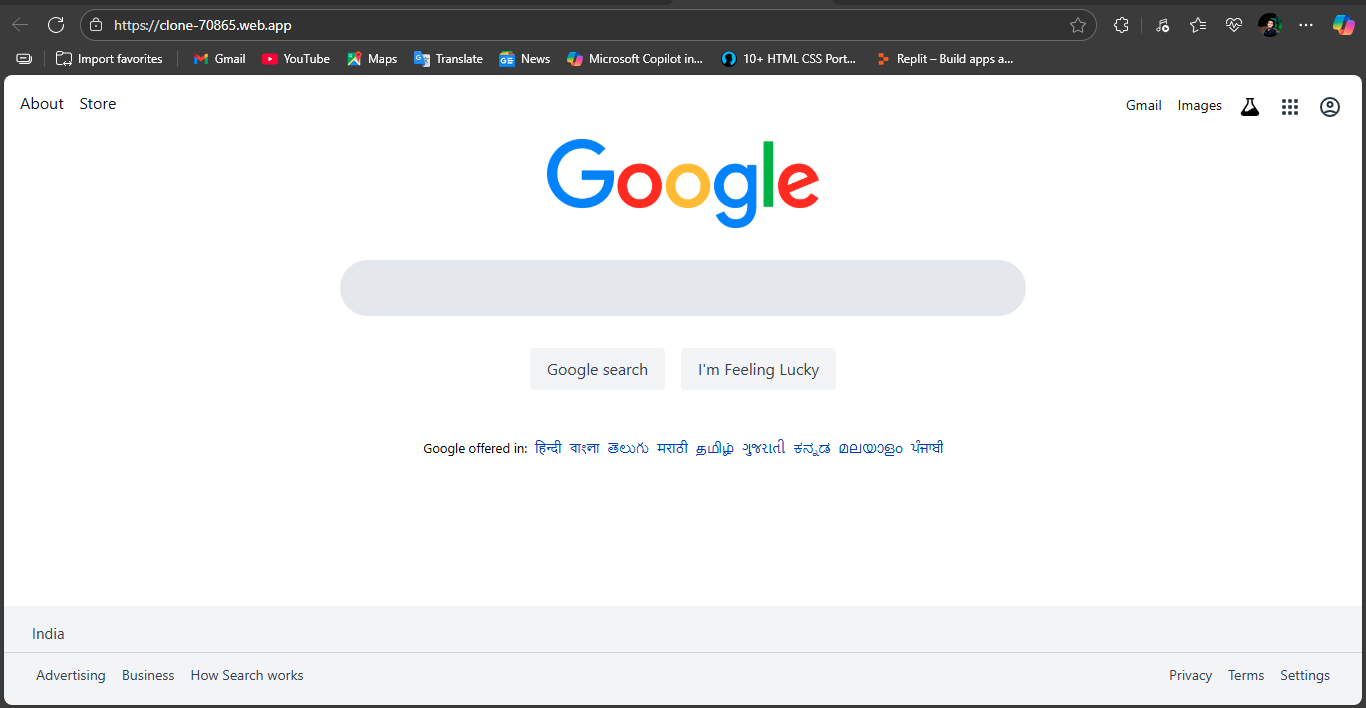 https://clone-70865.web.app
Import favorites Gmail YouTube Maps Translate News Microsoft Copilot in... 10+ HTML CSS Port... Replit – Build apps a...
About Store Gmail Images
Google
Google search I'm Feeling Lucky
Google offered in: हिन्दी বাংলা తెలుగు मराठी தமிழ் ગુજરાતી ಕನ್ನಡ മലയാളം ਪੰਜਾਬੀ
India
Advertising Business How Search works Privacy Terms Settings